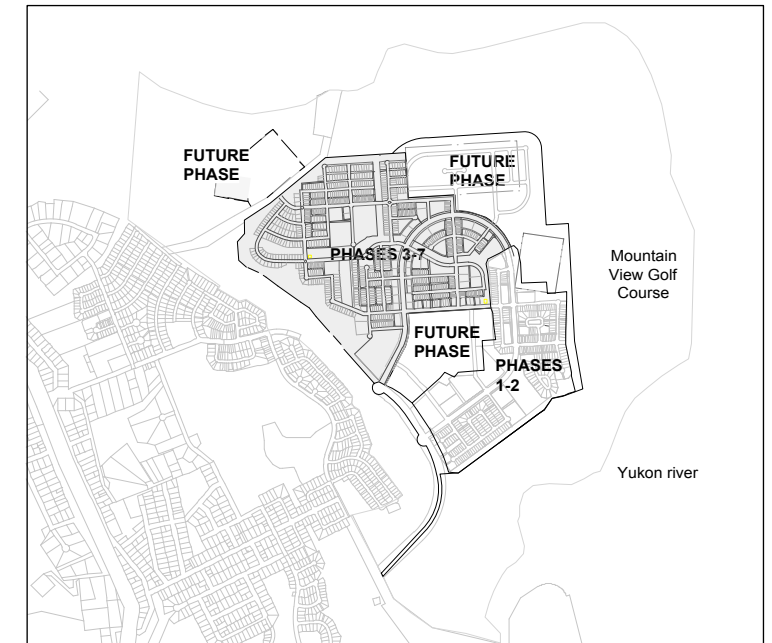 FUTURE
PHASE
FUTURE
PHASE
PHASES 3-7
Mountain
View Golf
Course
FUTURE
PHASE
PHASES
1-2
Yukon river